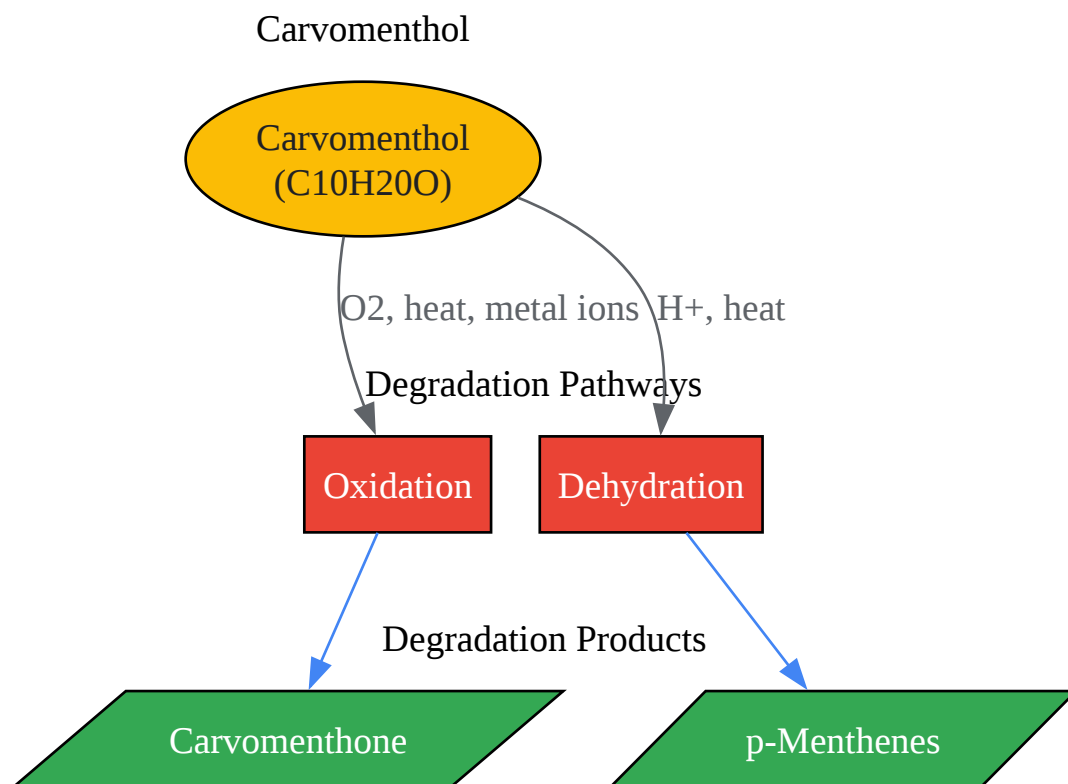 Carvomenthol
Carvomenthol
(C10H20O)
O2, heat, metal ions
H+, heat
Degradation Pathways
Oxidation
Dehydration
Degradation Products
Carvomenthone
p-Menthenes